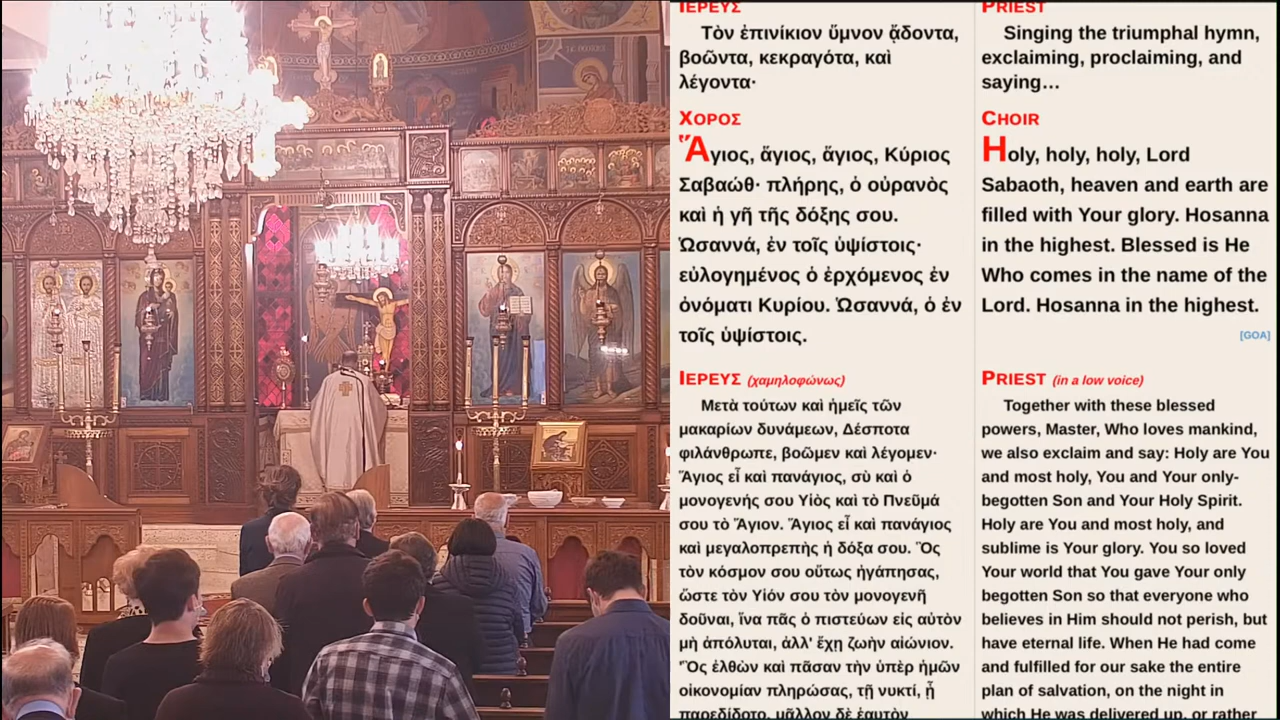 ΙΕΡΕΥΣ
Τὸν ἐπινίκιον ὕμνον ᾄδοντα,
βοῶντα, κεκραγότα, καὶ
λέγοντα·
ΧΟΡΟΣ
Ἅγιος, ἅγιος, ἅγιος, Κύριος
Σαβαώθ· πλήρης, ὁ οὐρανὸς
καὶ ἡ γῆ τῆς δόξης σου.
Ὡσαννά, ἐν τοῖς ὑψίστοις·
εὐλογημένος ὁ ἐρχόμενος ἐν
ὀνόματι Κυρίου. Ὡσαννά, ὁ ἐν
τοῖς ὑψίστοις.
ΙΕΡΕΥΣ (χαμηλοφώνως)
Μετὰ τούτων καὶ ἡμεῖς τῶν
μακαρίων δυνάμεων, Δέσποτα
φιλάνθρωπε, βοῶμεν καὶ λέγομεν·
Ἅγιος εἶ καὶ πανάγιος, σὺ καὶ ὁ
μονογενής σου Υἱὸς καὶ τὸ Πνεῦμά
σου τὸ Ἅγιον. Ἅγιος εἶ καὶ πανάγιος
καὶ μεγαλοπρεπὴς ἡ δόξα σου. Ὃς
τὸν κόσμον σου οὕτως ἠγάπησας,
ὥστε τὸν Υἱόν σου τὸν μονογενῆ
δοῦναι, ἵνα πᾶς ὁ πιστεύων εἰς αὐτὸν
μὴ ἀπόλυται, ἀλλ' ἔχῃ ζωὴν αἰώνιον.
Ὃς ἐλθὼν καὶ πᾶσαν τὴν ὑπὲρ ἡμῶν
οἰκονομίαν πληρώσας, τῇ νυκτί, ᾗ
παρεδίδοτο, μᾶλλον δὲ ἑαυτὸν
PRIEST
Singing the triumphal hymn,
exclaiming, proclaiming, and
saying…
CHOIR
Holy, holy, holy, Lord
Sabaoth, heaven and earth are
filled with Your glory. Hosanna
in the highest. Blessed is He
Who comes in the name of the
Lord. Hosanna in the highest.
[GOA]
PRIEST (in a low voice)
Together with these blessed
powers, Master, Who loves mankind,
we also exclaim and say: Holy are You
and most holy, You and Your only-
begotten Son and Your Holy Spirit.
Holy are You and most holy, and
sublime is Your glory. You so loved
Your world that You gave Your only
begotten Son so that everyone who
believes in Him should not perish, but
have eternal life. When He had come
and fulfilled for our sake the entire
plan of salvation, on the night in
which He was delivered up, or rather